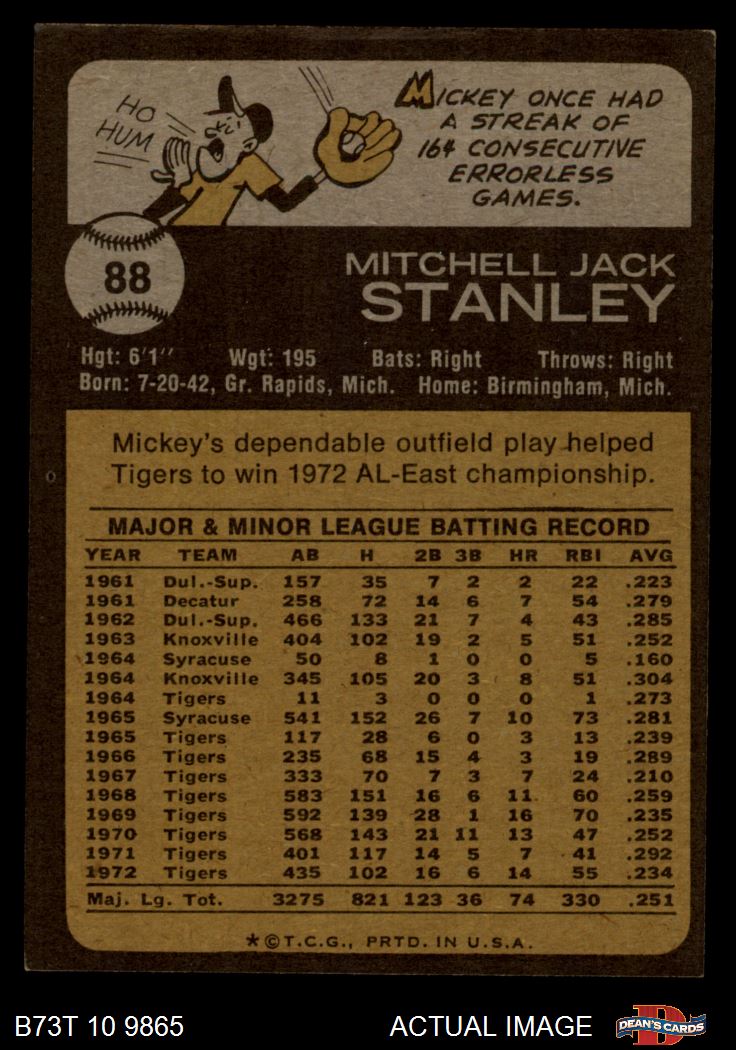 HO
HUM
MICKEY ONCE HAD
A STREAK OF
164 CONSECUTIVE
ERRORLESS
GAMES.
88
MITCHELL JACK
STANLEY
Hgt: 6'1" Wgt: 195 Bats: Right Throws: Right
Born: 7-20-42, Gr. Rapids, Mich. Home: Birmingham, Mich.
Mickey's dependable outfield play helped
Tigers to win 1972 AL-East championship.
MAJOR & MINOR LEAGUE BATTING RECORD
YEAR TEAM AB H 2B 3B HR RBI AVG
1961 Dul.-Sup. 157 35 7 2 2 22 .223
1961 Decatur 258 72 14 6 7 54 .279
1962 Dul.-Sup. 466 133 21 7 4 43 .285
1963 Knoxville 404 102 19 2 5 51 .252
1964 Syracuse 50 8 1 0 0 5 .160
1964 Knoxville 345 105 20 3 8 51 .304
1964 Tigers 11 3 0 0 0 1 .273
1965 Syracuse 541 152 26 7 10 73 .281
1965 Tigers 117 28 6 0 3 13 .239
1966 Tigers 235 68 15 4 3 19 .289
1967 Tigers 333 70 7 3 7 24 .210
1968 Tigers 583 151 16 6 11 60 .259
1969 Tigers 592 139 28 1 16 70 .235
1970 Tigers 568 143 21 11 13 47 .252
1971 Tigers 401 117 14 5 7 41 .292
1972 Tigers 435 102 16 6 14 55 .234
Maj. Lg. Tot. 3275 821 123 36 74 330 .251
*©T.C.G., PRTD. IN U.S.A.
B73T 10 9865 ACTUAL IMAGE
D
DEAN'S CARDS